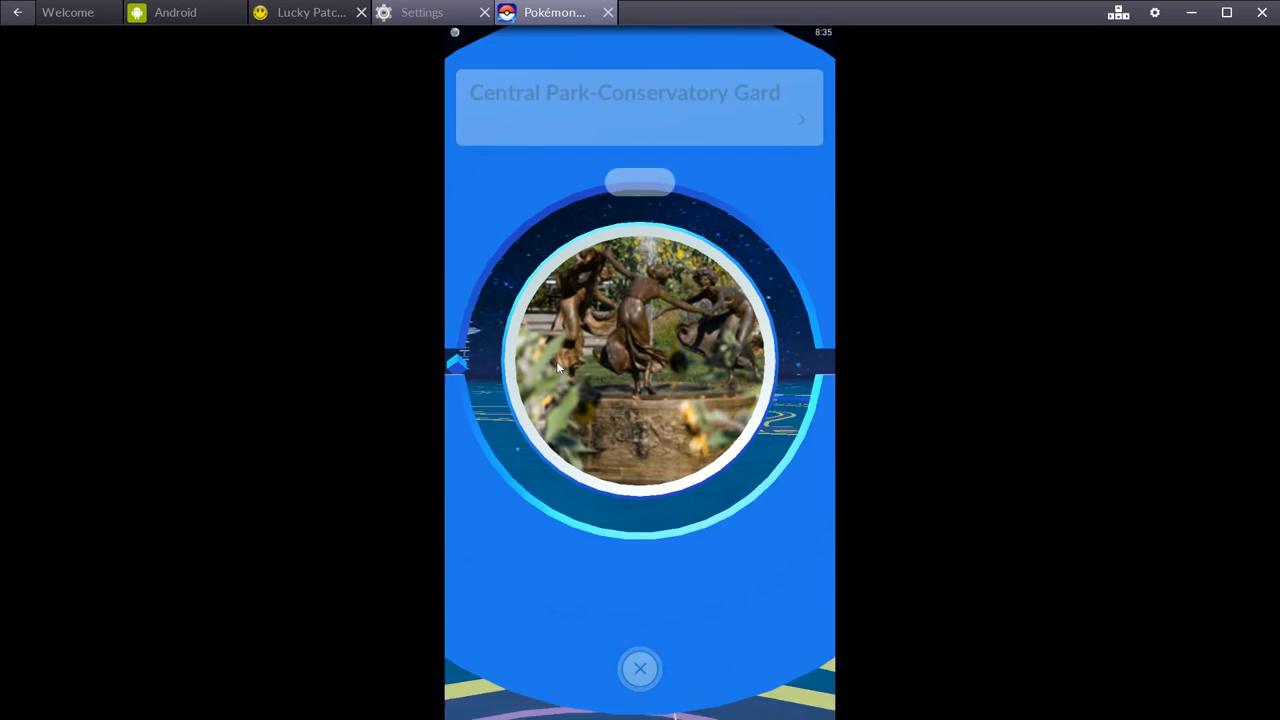 Welcome
Android
Lucky Patc...
Settings
Pokémon...
8:35
Central Park-Conservatory Gard